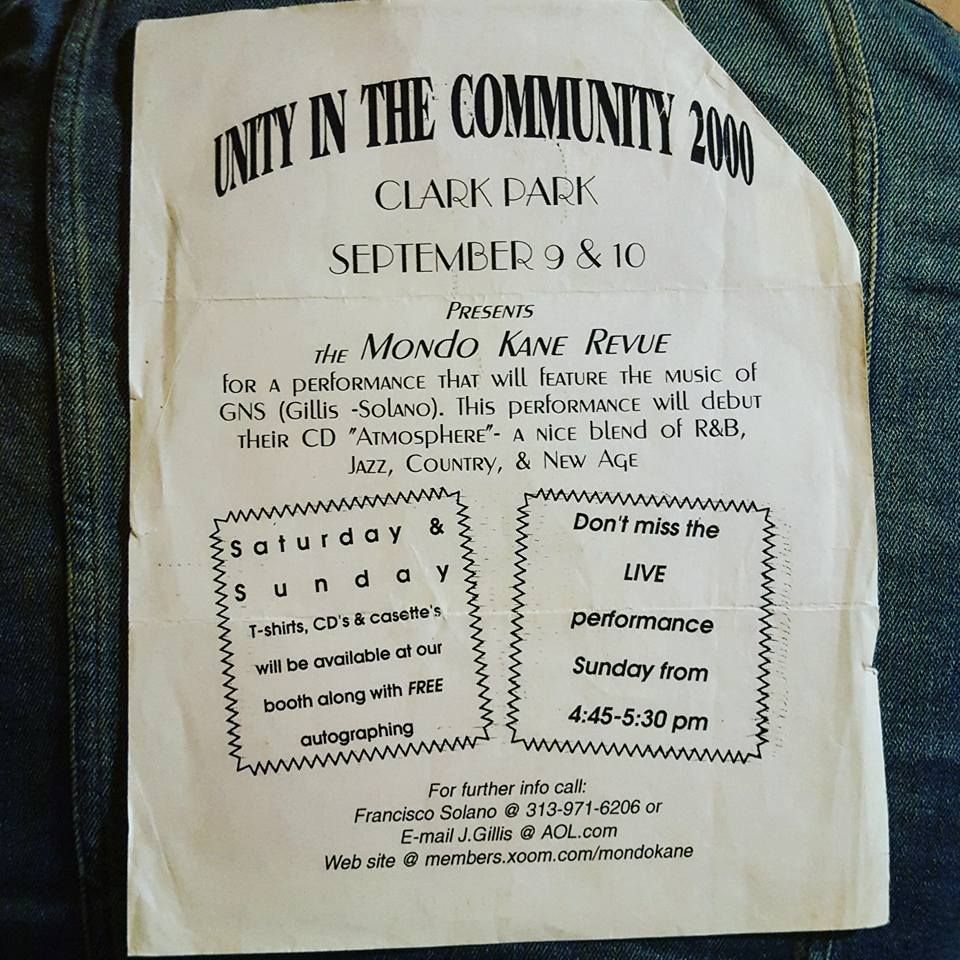 UNITY IN THE COMMUNITY 2000
CLARK PARK
SEPTEMBER 9 & 10
PRESENTS
THE MONDO KANE REVUE
FOR A PERFORMANCE THAT WILL FEATURE THE MUSIC OF
GNS (GILLIS -SOLANO). THIS PERFORMANCE WILL DEBUT
THEIR CD "ATMOSPHERE"- A NICE BLEND OF R&B,
JAZZ, COUNTRY, & NEW AGE
Saturday &
Sunday
T-shirts, CD's & casette's
will be available at our
booth along with FREE
autographing
Don't miss the
LIVE
performance
Sunday from
4:45-5:30 pm
For further info call:
Francisco Solano @ 313-971-6206 or
E-mail J.Gillis @ AOL.com
Web site @ members.xoom.com/mondokane